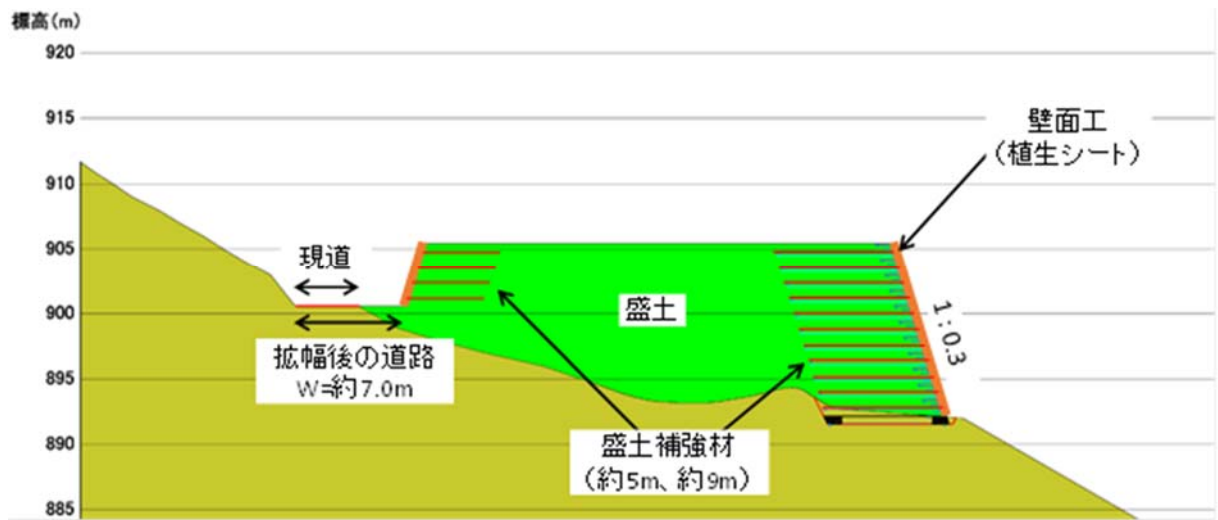 標高(m)
920
915
910
905
900
895
890
885
現道
拡幅後の道路
W=約7.0m
盛土
盛土補強材
(約5m、約9m)
壁面工
(植生シート)
1:0.3